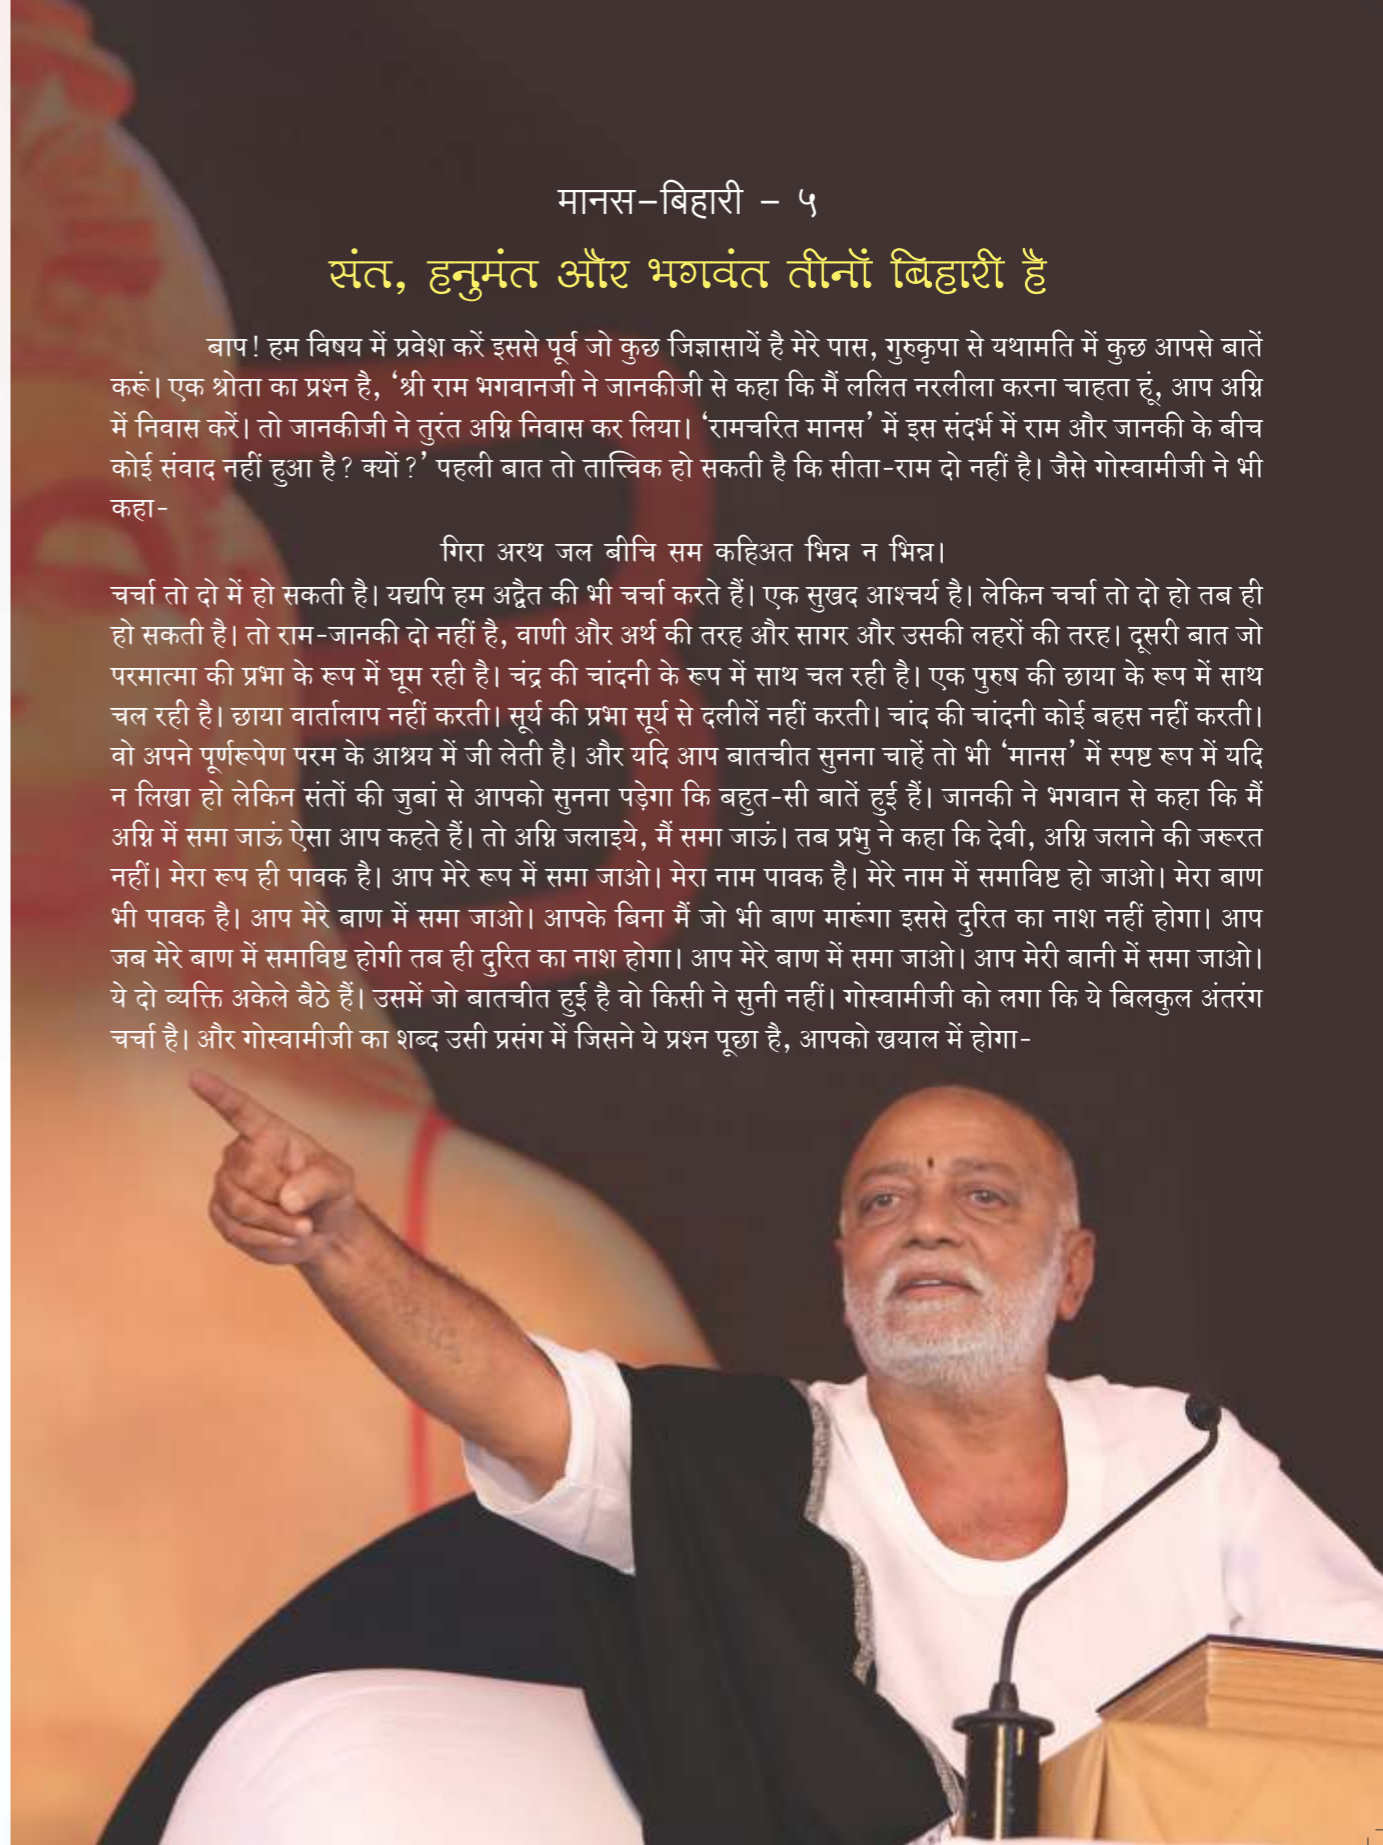 मानस-बिहारी - ५
संत, हनुमंत और भगवंत तीनों बिहारी है
बाप! हम विषय में प्रवेश करें इससे पूर्व जो कुछ जिज्ञासायें है मेरे पास, गुरुकृपा से यथामति में कुछ आपसे बातें
करूं। एक श्रोता का प्रश्न है, ‘श्री राम भगवानजी ने जानकीजी से कहा कि मैं ललित नरलीला करना चाहता हूं, आप अग्नि
में निवास करें। तो जानकीजी ने तुरंत अग्नि निवास कर लिया। ‘रामचरित मानस’ में इस संदर्भ में राम और जानकी के बीच
कोई संवाद नहीं हुआ है? क्यों?’ पहली बात तो तात्त्विक हो सकती है कि सीता-राम दो नहीं है। जैसे गोस्वामीजी ने भी
कहा-
गिरा अरथ जल बीचि सम कहिअत भिन्न न भिन्न।
चर्चा तो दो में हो सकती है। यद्यपि हम अद्वैत की भी चर्चा करते हैं। एक सुखद आश्चर्य है। लेकिन चर्चा तो दो हो तब ही
हो सकती है। तो राम-जानकी दो नहीं है, वाणी और अर्थ की तरह और सागर और उसकी लहरों की तरह। दूसरी बात जो
परमात्मा की प्रभा के रूप में घूम रही है। चंद्र की चांदनी के रूप में साथ चल रही है। एक पुरुष की छाया के रूप में साथ
चल रही है। छाया वार्तालाप नहीं करती। सूर्य की प्रभा सूर्य से दलीलें नहीं करती। चांद की चांदनी कोई बहस नहीं करती।
वो अपने पूर्णरूपेण परम के आश्रय में जी लेती है। और यदि आप बातचीत सुनना चाहें तो भी ‘मानस’ में स्पष्ट रूप में यदि
न लिखा हो लेकिन संतों की जुबां से आपको सुनना पड़ेगा कि बहुत-सी बातें हुई हैं। जानकी ने भगवान से कहा कि मैं
अग्नि में समा जाऊं ऐसा आप कहते हैं। तो अग्नि जलाइये, मैं समा जाऊं। तब प्रभु ने कहा कि देवी, अग्नि जलाने की जरूरत
नहीं। मेरा रूप ही पावक है। आप मेरे रूप में समा जाओ। मेरा नाम पावक है। मेरे नाम में समाविष्ट हो जाओ। मेरा बाण
भी पावक है। आप मेरे बाण में समा जाओ। आपके बिना मैं जो भी बाण मारूंगा इससे दुरित का नाश नहीं होगा। आप
जब मेरे बाण में समाविष्ट होगी तब ही दुरित का नाश होगा। आप मेरे बाण में समा जाओ। आप मेरी बानी में समा जाओ।
ये दो व्यक्ति अकेले बैठे हैं। उसमें जो बातचीत हुई है वो किसी ने सुनी नहीं। गोस्वामीजी को लगा कि ये बिलकुल अंतरंग
चर्चा है। और गोस्वामीजी का शब्द उसी प्रसंग में जिसने ये प्रश्न पूछा है, आपको खयाल में होगा-